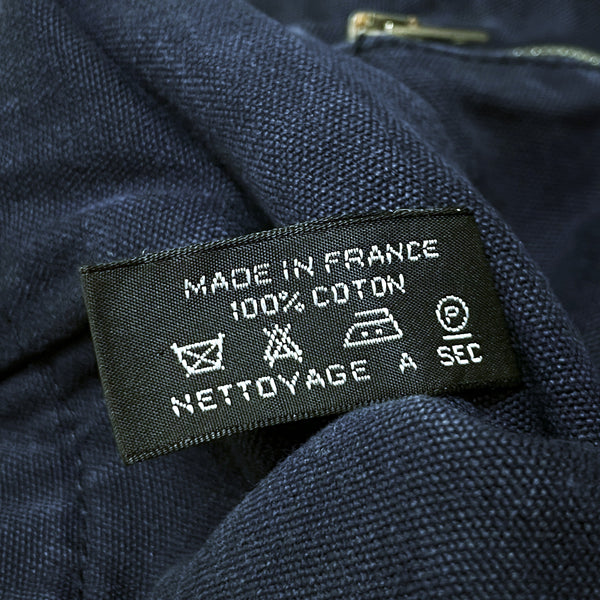 MADE IN FRANCE
100% COTON
P
NETTOYAGE A SEC